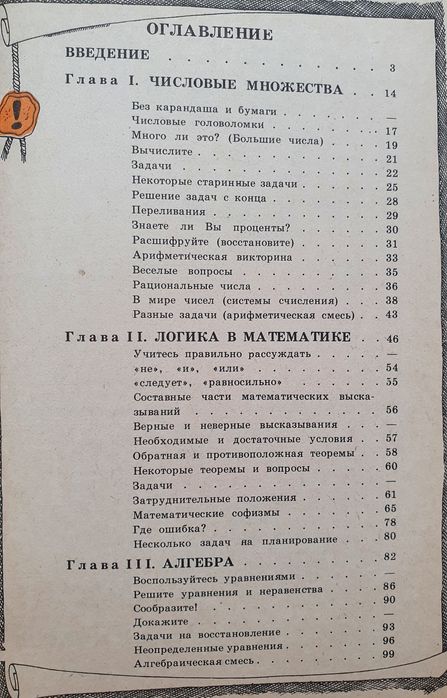 ОГЛАВЛЕНИЕ
ВВЕДЕНИЕ . . . . . . . . . . . 3
Глава I. ЧИСЛОВЫЕ МНОЖЕСТВА . . 14
Без карандаша и бумаги . . . . . . . —
Числовые головоломки . . . . . . . 17
Много ли это? (Большие числа) . . . . 19
Вычислите . . . . . . . . . . . 21
Задачи . . . . . . . . . . . . 22
Некоторые старинные задачи . . . . . 25
Решение задач с конца . . . . . . . 28
Переливания . . . . . . . . . . 29
Знаете ли Вы проценты? . . . . . . 30
Расшифруйте (восстановите) . . . . . 31
Арифметическая викторина . . . . . 33
Веселые вопросы . . . . . . . . . 35
Рациональные числа . . . . . . . . 36
В мире чисел (системы счисления) . . . 38
Разные задачи (арифметическая смесь) . . 43
Глава II. ЛОГИКА В МАТЕМАТИКЕ . . 46
Учитесь правильно рассуждать . . . . —
«не», «и», «или» . . . . . . . . 54
«следует», «равносильно» . . . . . . 55
Составные части математических выска-
зываний . . . . . . . . . . . 56
Верные и неверные высказывания . . . —
Необходимые и достаточные условия . . 57
Обратная и противоположная теоремы . . 58
Некоторые теоремы и вопросы . . . . 60
Задачи . . . . . . . . . . . . —
Затруднительные положения . . . . . 61
Математические софизмы . . . . . . 65
Где ошибка? . . . . . . . . . . 78
Несколько задач на планирование . . . 80
Глава III. АЛГЕБРА . . . . . . . 82
Воспользуйтесь уравнениями . . . . . —
Решите уравнения и неравенства . . . . 86
Сообразите! . . . . . . . . . . 90
Докажите . . . . . . . . . . . —
Задачи на восстановление . . . . . . 93
Неопределенные уравнения . . . . . . 96
Алгебраическая смесь . . . . . . . 99